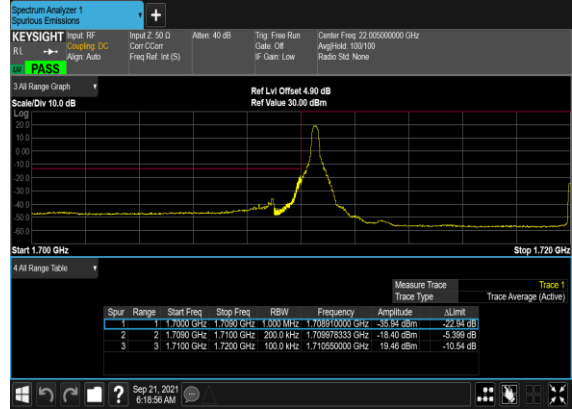 Spectrum Analyzer 1
Spurious Emissions
KEYSIGHT Input: RF Input Z: 50 Ω Atten: 40 dB Trig: Free Run Center Freq: 22.005000000 GHz
RL Coupling: DC Corr CCorr Gate: Off Avg|Hold: 100/100
Align: Auto Freq Ref: Int (S) IF Gain: Low Radio Std: None
PASS
3 All Range Graph
Ref Lvl Offset 4.90 dB
Scale/Div 10.0 dB Ref Value 30.00 dBm
Log
20.0
10.0
0.00
-10.0
-20.0
-30.0
-40.0
-50.0
-60.0
Start 1.700 GHz Stop 1.720 GHz
4 All Range Table
Measure Trace Trace 1
Trace Type Trace Average (Active)
Spur Range Start Freq Stop Freq RBW Frequency Amplitude ΔLimit
1 1 1.7000 GHz 1.7090 GHz 1.000 MHz 1.708910000 GHz -35.94 dBm -22.94 dB
2 2 1.7090 GHz 1.7100 GHz 200.0 kHz 1.709978333 GHz -18.40 dBm -5.399 dB
3 3 1.7100 GHz 1.7200 GHz 100.0 kHz 1.710550000 GHz 19.46 dBm -10.54 dB
? Sep 21, 2021
6:18:56 AM